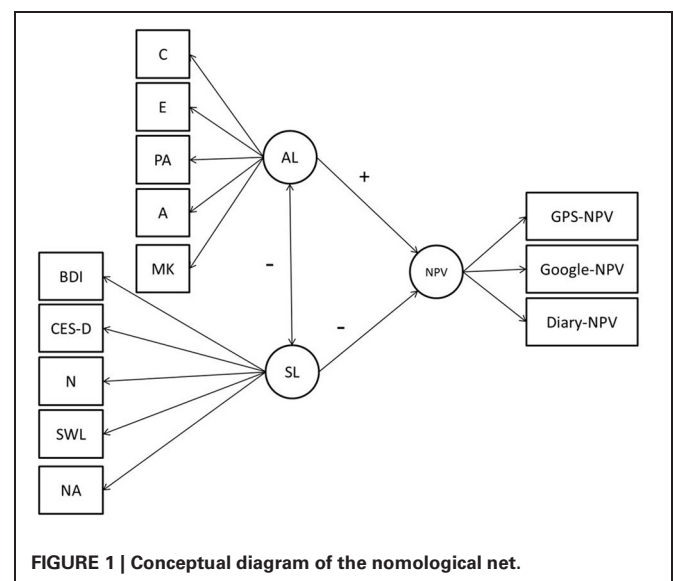 C
E
PA
A
MK
AL
+
-
BDI
CES-D
N
SWL
NA
SL
-
NPV
GPS-NPV
Google-NPV
Diary-NPV
FIGURE 1 | Conceptual diagram of the nomological net.